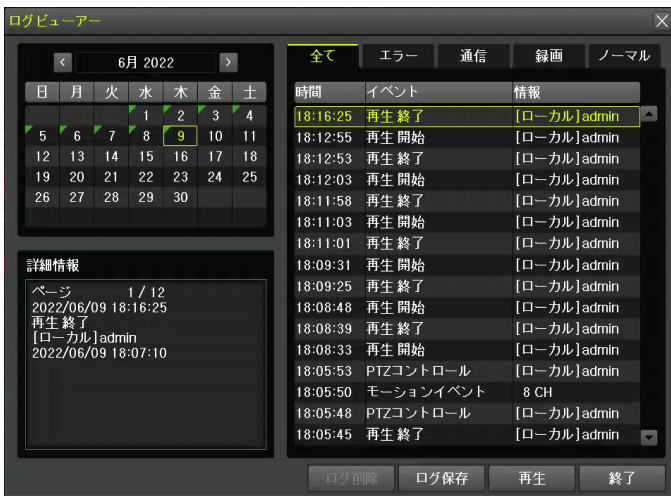 ログビューアー
6月 2022
日 月 火 水 木 金 土
1 2 3 4
5 6 7 8 9 10 11
12 13 14 15 16 17 18
19 20 21 22 23 24 25
26 27 28 29 30
詳細情報
ページ 1 / 12
2022/06/09 18:16:25
再生 終了
[ローカル]admin
2022/06/09 18:07:10
全て エラー 通信 録画 ノーマル
時間 イベント 情報
18:16:25 再生 終了 [ローカル]admin
18:12:55 再生 開始 [ローカル]admin
18:12:53 再生 終了 [ローカル]admin
18:12:03 再生 開始 [ローカル]admin
18:11:58 再生 終了 [ローカル]admin
18:11:03 再生 開始 [ローカル]admin
18:11:01 再生 終了 [ローカル]admin
18:09:31 再生 開始 [ローカル]admin
18:09:25 再生 終了 [ローカル]admin
18:08:48 再生 開始 [ローカル]admin
18:08:39 再生 終了 [ローカル]admin
18:08:33 再生 開始 [ローカル]admin
18:05:53 PTZコントロール [ローカル]admin
18:05:50 モーションイベント 8 CH
18:05:48 PTZコントロール [ローカル]admin
18:05:45 再生 終了 [ローカル]admin
ログ削除 ログ保存 再生 終了